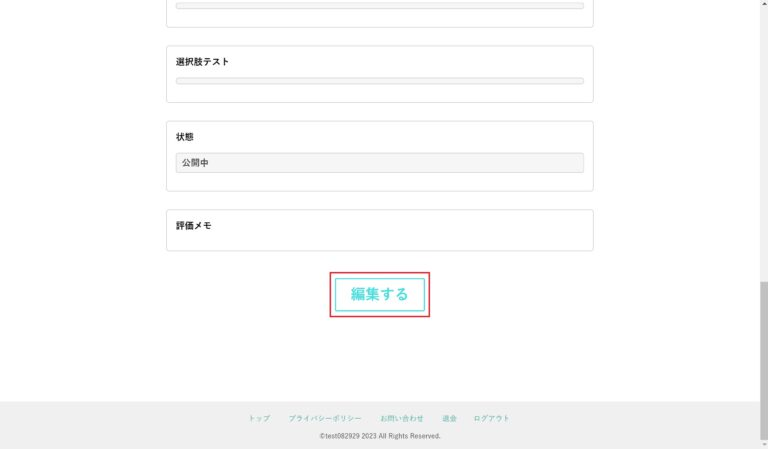 選択肢テスト
状態
公開中
評価メモ
編集する
トップ プライバシーポリシー お問い合わせ 退会 ログアウト
©test082929 2023 All Rights Reserved.